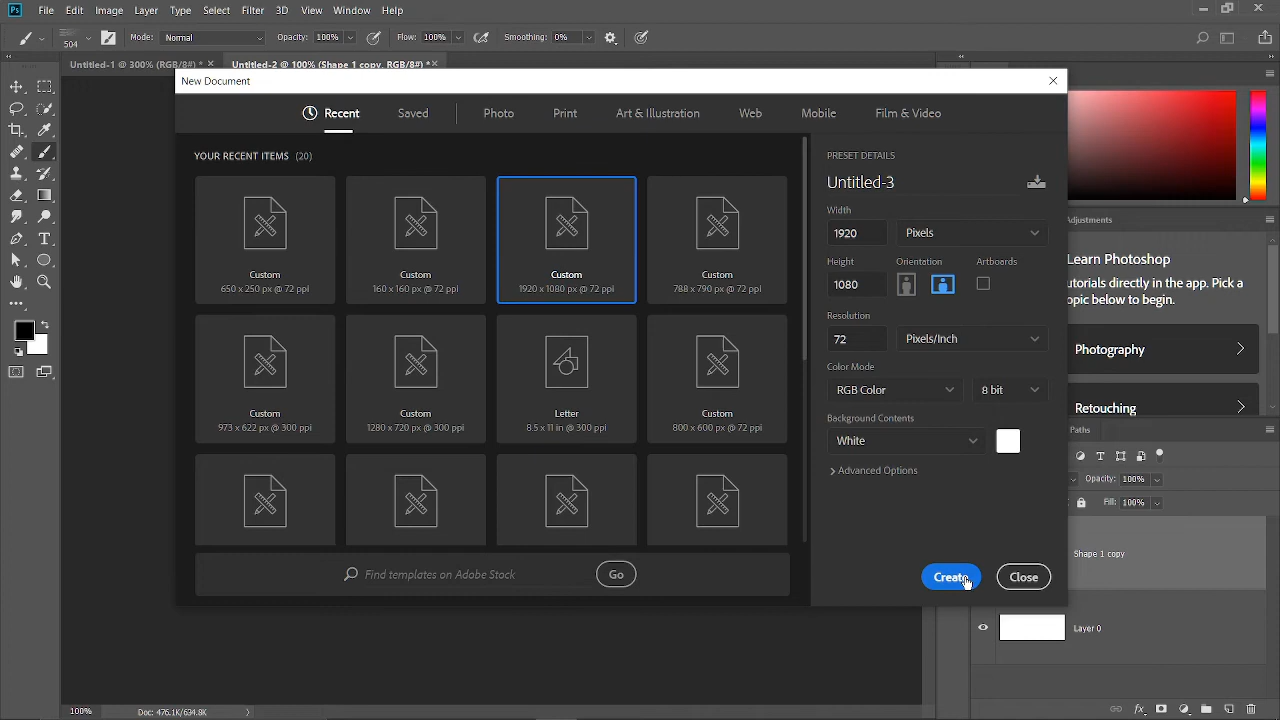 Ps File Edit Image Layer Type Select Filter 3D View Window Help
504 Mode: Normal Opacity: 100% Flow: 100% Smoothing: 0%
Untitled-1 @ 300% (RGB/8#) * × Untitled-2 @ 100% (Shape 1 copy, RGB/8#) * ×
New Document
Recent Saved Photo Print Art & Illustration Web Mobile Film & Video
YOUR RECENT ITEMS (20)
Custom Custom Custom Custom
160 x 160 px @ 72 ppi 1920 x 1080 px @ 72 ppi 788 x 790 px @ 72 ppi
Custom Custom Letter Custom
973 x 622 px @ 300 ppi 1280 x 720 px @ 300 ppi 8.5 x 11 in @ 300 ppi 800 x 600 px @ 72 ppi
Find templates on Adobe Stock Go
PRESET DETAILS
Untitled-3
Width
1920 Pixels
Height Orientation Artboards
1080
Resolution
72 Pixels/Inch
Color Mode
RGB Color 8 bit
Background Contents
White
Advanced Options
Create Close
Adjustments
Learn Photoshop
utorials directly in the app. Pick a
opic below to begin.
Photography
Retouching
Paths
Opacity: 100%
Fill: 100%
Shape 1 copy
Layer 0
100% Doc: 476.1K/634.8K